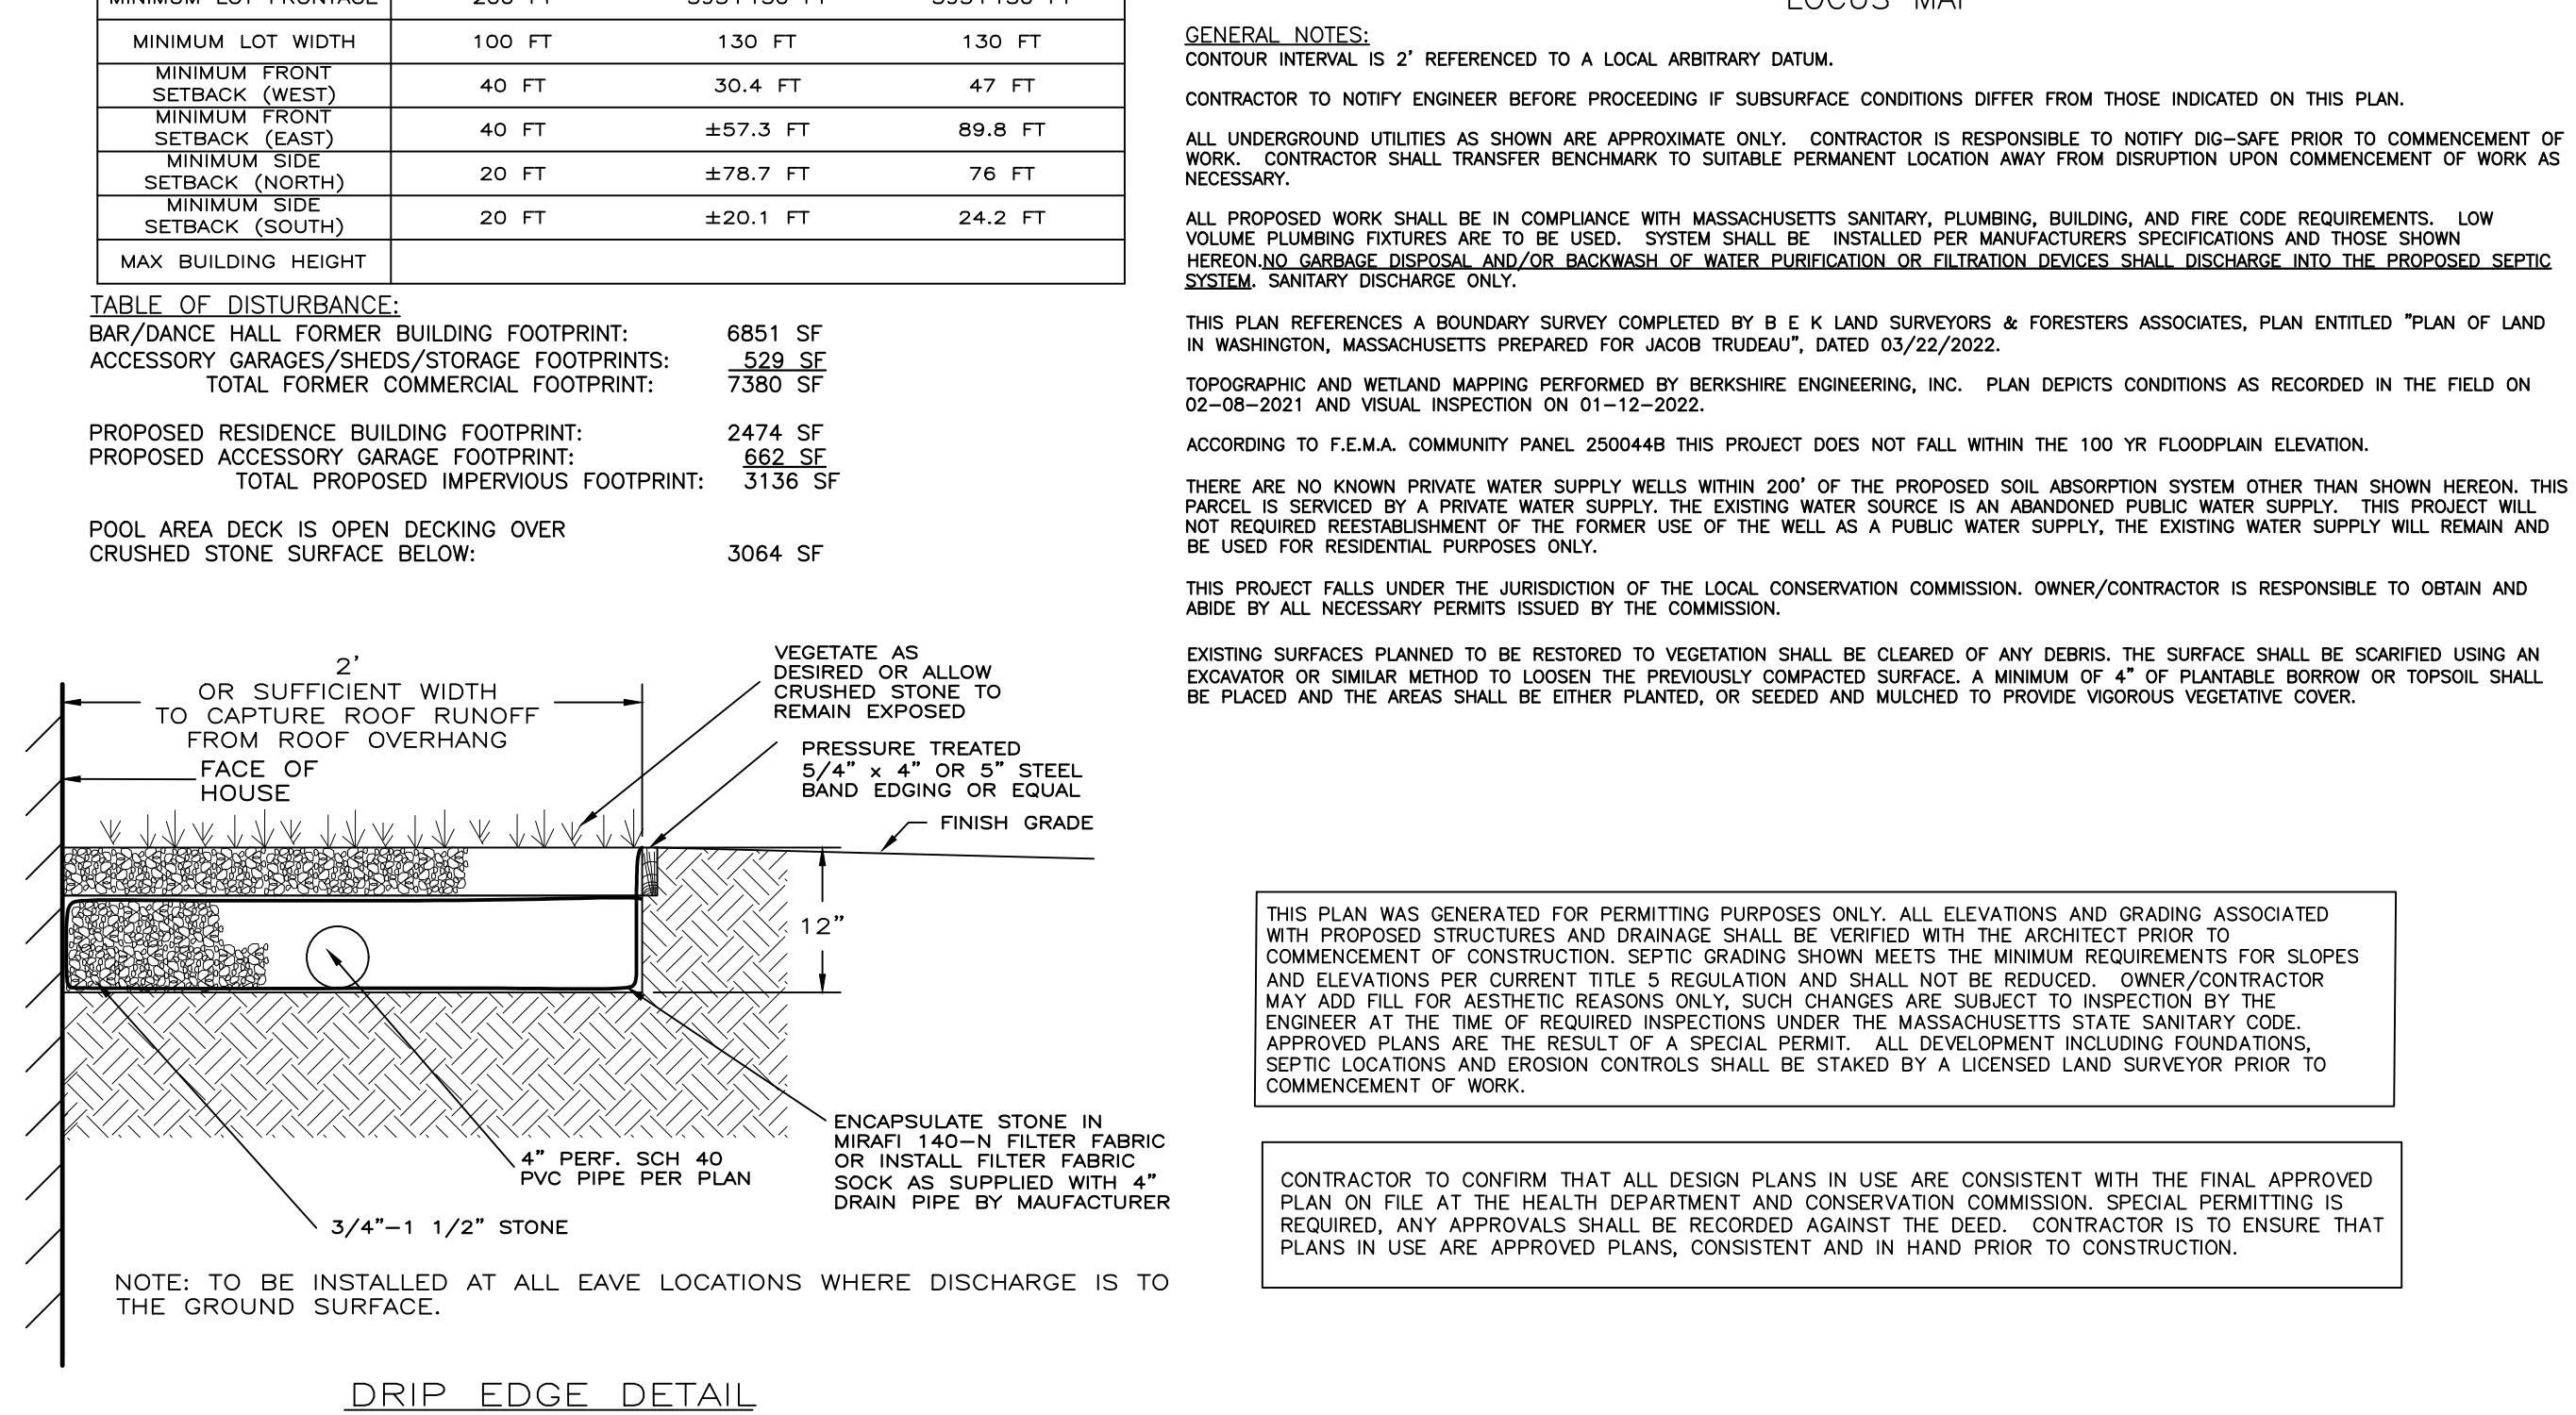 MINIMUM LOT WIDTH 100 FT 130 FT 130 FT
MINIMUM FRONT
SETBACK (WEST) 40 FT 30.4 FT 47 FT
MINIMUM FRONT
SETBACK (EAST) 40 FT ±57.3 FT 89.8 FT
MINIMUM SIDE
SETBACK (NORTH) 20 FT ±78.7 FT 76 FT
MINIMUM SIDE
SETBACK (SOUTH) 20 FT ±20.1 FT 24.2 FT
MAX BUILDING HEIGHT
TABLE OF DISTURBANCE:
BAR/DANCE HALL FORMER BUILDING FOOTPRINT: 6851 SF
ACCESSORY GARAGES/SHEDS/STORAGE FOOTPRINTS: 529 SF
TOTAL FORMER COMMERCIAL FOOTPRINT: 7380 SF
PROPOSED RESIDENCE BUILDING FOOTPRINT: 2474 SF
PROPOSED ACCESSORY GARAGE FOOTPRINT: 662 SF
TOTAL PROPOSED IMPERVIOUS FOOTPRINT: 3136 SF
POOL AREA DECK IS OPEN DECKING OVER
CRUSHED STONE SURFACE BELOW: 3064 SF
2'
OR SUFFICIENT WIDTH
TO CAPTURE ROOF RUNOFF
FROM ROOF OVERHANG
FACE OF
HOUSE
VEGETATE AS
DESIRED OR ALLOW
CRUSHED STONE TO
REMAIN EXPOSED
PRESSURE TREATED
5/4" x 4" OR 5" STEEL
BAND EDGING OR EQUAL
FINISH GRADE
12"
ENCAPSULATE STONE IN
MIRAFI 140-N FILTER FABRIC
OR INSTALL FILTER FABRIC
SOCK AS SUPPLIED WITH 4"
DRAIN PIPE BY MAUFACTURER
4" PERF. SCH 40
PVC PIPE PER PLAN
3/4"-1 1/2" STONE
NOTE: TO BE INSTALLED AT ALL EAVE LOCATIONS WHERE DISCHARGE IS TO
THE GROUND SURFACE.
DRIP EDGE DETAIL
LOCUS MAP
GENERAL NOTES:
CONTOUR INTERVAL IS 2' REFERENCED TO A LOCAL ARBITRARY DATUM.
CONTRACTOR TO NOTIFY ENGINEER BEFORE PROCEEDING IF SUBSURFACE CONDITIONS DIFFER FROM THOSE INDICATED ON THIS PLAN.
ALL UNDERGROUND UTILITIES AS SHOWN ARE APPROXIMATE ONLY. CONTRACTOR IS RESPONSIBLE TO NOTIFY DIG-SAFE PRIOR TO COMMENCEMENT OF
WORK. CONTRACTOR SHALL TRANSFER BENCHMARK TO SUITABLE PERMANENT LOCATION AWAY FROM DISRUPTION UPON COMMENCEMENT OF WORK AS
NECESSARY.
ALL PROPOSED WORK SHALL BE IN COMPLIANCE WITH MASSACHUSETTS SANITARY, PLUMBING, BUILDING, AND FIRE CODE REQUIREMENTS. LOW
VOLUME PLUMBING FIXTURES ARE TO BE USED. SYSTEM SHALL BE INSTALLED PER MANUFACTURERS SPECIFICATIONS AND THOSE SHOWN
HEREON.NO GARBAGE DISPOSAL AND/OR BACKWASH OF WATER PURIFICATION OR FILTRATION DEVICES SHALL DISCHARGE INTO THE PROPOSED SEPTIC
SYSTEM. SANITARY DISCHARGE ONLY.
THIS PLAN REFERENCES A BOUNDARY SURVEY COMPLETED BY B E K LAND SURVEYORS & FORESTERS ASSOCIATES, PLAN ENTITLED "PLAN OF LAND
IN WASHINGTON, MASSACHUSETTS PREPARED FOR JACOB TRUDEAU", DATED 03/22/2022.
TOPOGRAPHIC AND WETLAND MAPPING PERFORMED BY BERKSHIRE ENGINEERING, INC. PLAN DEPICTS CONDITIONS AS RECORDED IN THE FIELD ON
02-08-2021 AND VISUAL INSPECTION ON 01-12-2022.
ACCORDING TO F.E.M.A. COMMUNITY PANEL 250044B THIS PROJECT DOES NOT FALL WITHIN THE 100 YR FLOODPLAIN ELEVATION.
THERE ARE NO KNOWN PRIVATE WATER SUPPLY WELLS WITHIN 200' OF THE PROPOSED SOIL ABSORPTION SYSTEM OTHER THAN SHOWN HEREON. THIS
PARCEL IS SERVICED BY A PRIVATE WATER SUPPLY. THE EXISTING WATER SOURCE IS AN ABANDONED PUBLIC WATER SUPPLY. THIS PROJECT WILL
NOT REQUIRED REESTABLISHMENT OF THE FORMER USE OF THE WELL AS A PUBLIC WATER SUPPLY, THE EXISTING WATER SUPPLY WILL REMAIN AND
BE USED FOR RESIDENTIAL PURPOSES ONLY.
THIS PROJECT FALLS UNDER THE JURISDICTION OF THE LOCAL CONSERVATION COMMISSION. OWNER/CONTRACTOR IS RESPONSIBLE TO OBTAIN AND
ABIDE BY ALL NECESSARY PERMITS ISSUED BY THE COMMISSION.
EXISTING SURFACES PLANNED TO BE RESTORED TO VEGETATION SHALL BE CLEARED OF ANY DEBRIS. THE SURFACE SHALL BE SCARIFIED USING AN
EXCAVATOR OR SIMILAR METHOD TO LOOSEN THE PREVIOUSLY COMPACTED SURFACE. A MINIMUM OF 4" OF PLANTABLE BORROW OR TOPSOIL SHALL
BE PLACED AND THE AREAS SHALL BE EITHER PLANTED, OR SEEDED AND MULCHED TO PROVIDE VIGOROUS VEGETATIVE COVER.
THIS PLAN WAS GENERATED FOR PERMITTING PURPOSES ONLY. ALL ELEVATIONS AND GRADING ASSOCIATED
WITH PROPOSED STRUCTURES AND DRAINAGE SHALL BE VERIFIED WITH THE ARCHITECT PRIOR TO
COMMENCEMENT OF CONSTRUCTION. SEPTIC GRADING SHOWN MEETS THE MINIMUM REQUIREMENTS FOR SLOPES
AND ELEVATIONS PER CURRENT TITLE 5 REGULATION AND SHALL NOT BE REDUCED. OWNER/CONTRACTOR
MAY ADD FILL FOR AESTHETIC REASONS ONLY, SUCH CHANGES ARE SUBJECT TO INSPECTION BY THE
ENGINEER AT THE TIME OF REQUIRED INSPECTIONS UNDER THE MASSACHUSETTS STATE SANITARY CODE.
APPROVED PLANS ARE THE RESULT OF A SPECIAL PERMIT. ALL DEVELOPMENT INCLUDING FOUNDATIONS,
SEPTIC LOCATIONS AND EROSION CONTROLS SHALL BE STAKED BY A LICENSED LAND SURVEYOR PRIOR TO
COMMENCEMENT OF WORK.
CONTRACTOR TO CONFIRM THAT ALL DESIGN PLANS IN USE ARE CONSISTENT WITH THE FINAL APPROVED
PLAN ON FILE AT THE HEALTH DEPARTMENT AND CONSERVATION COMMISSION. SPECIAL PERMITTING IS
REQUIRED, ANY APPROVALS SHALL BE RECORDED AGAINST THE DEED. CONTRACTOR IS TO ENSURE THAT
PLANS IN USE ARE APPROVED PLANS, CONSISTENT AND IN HAND PRIOR TO CONSTRUCTION.